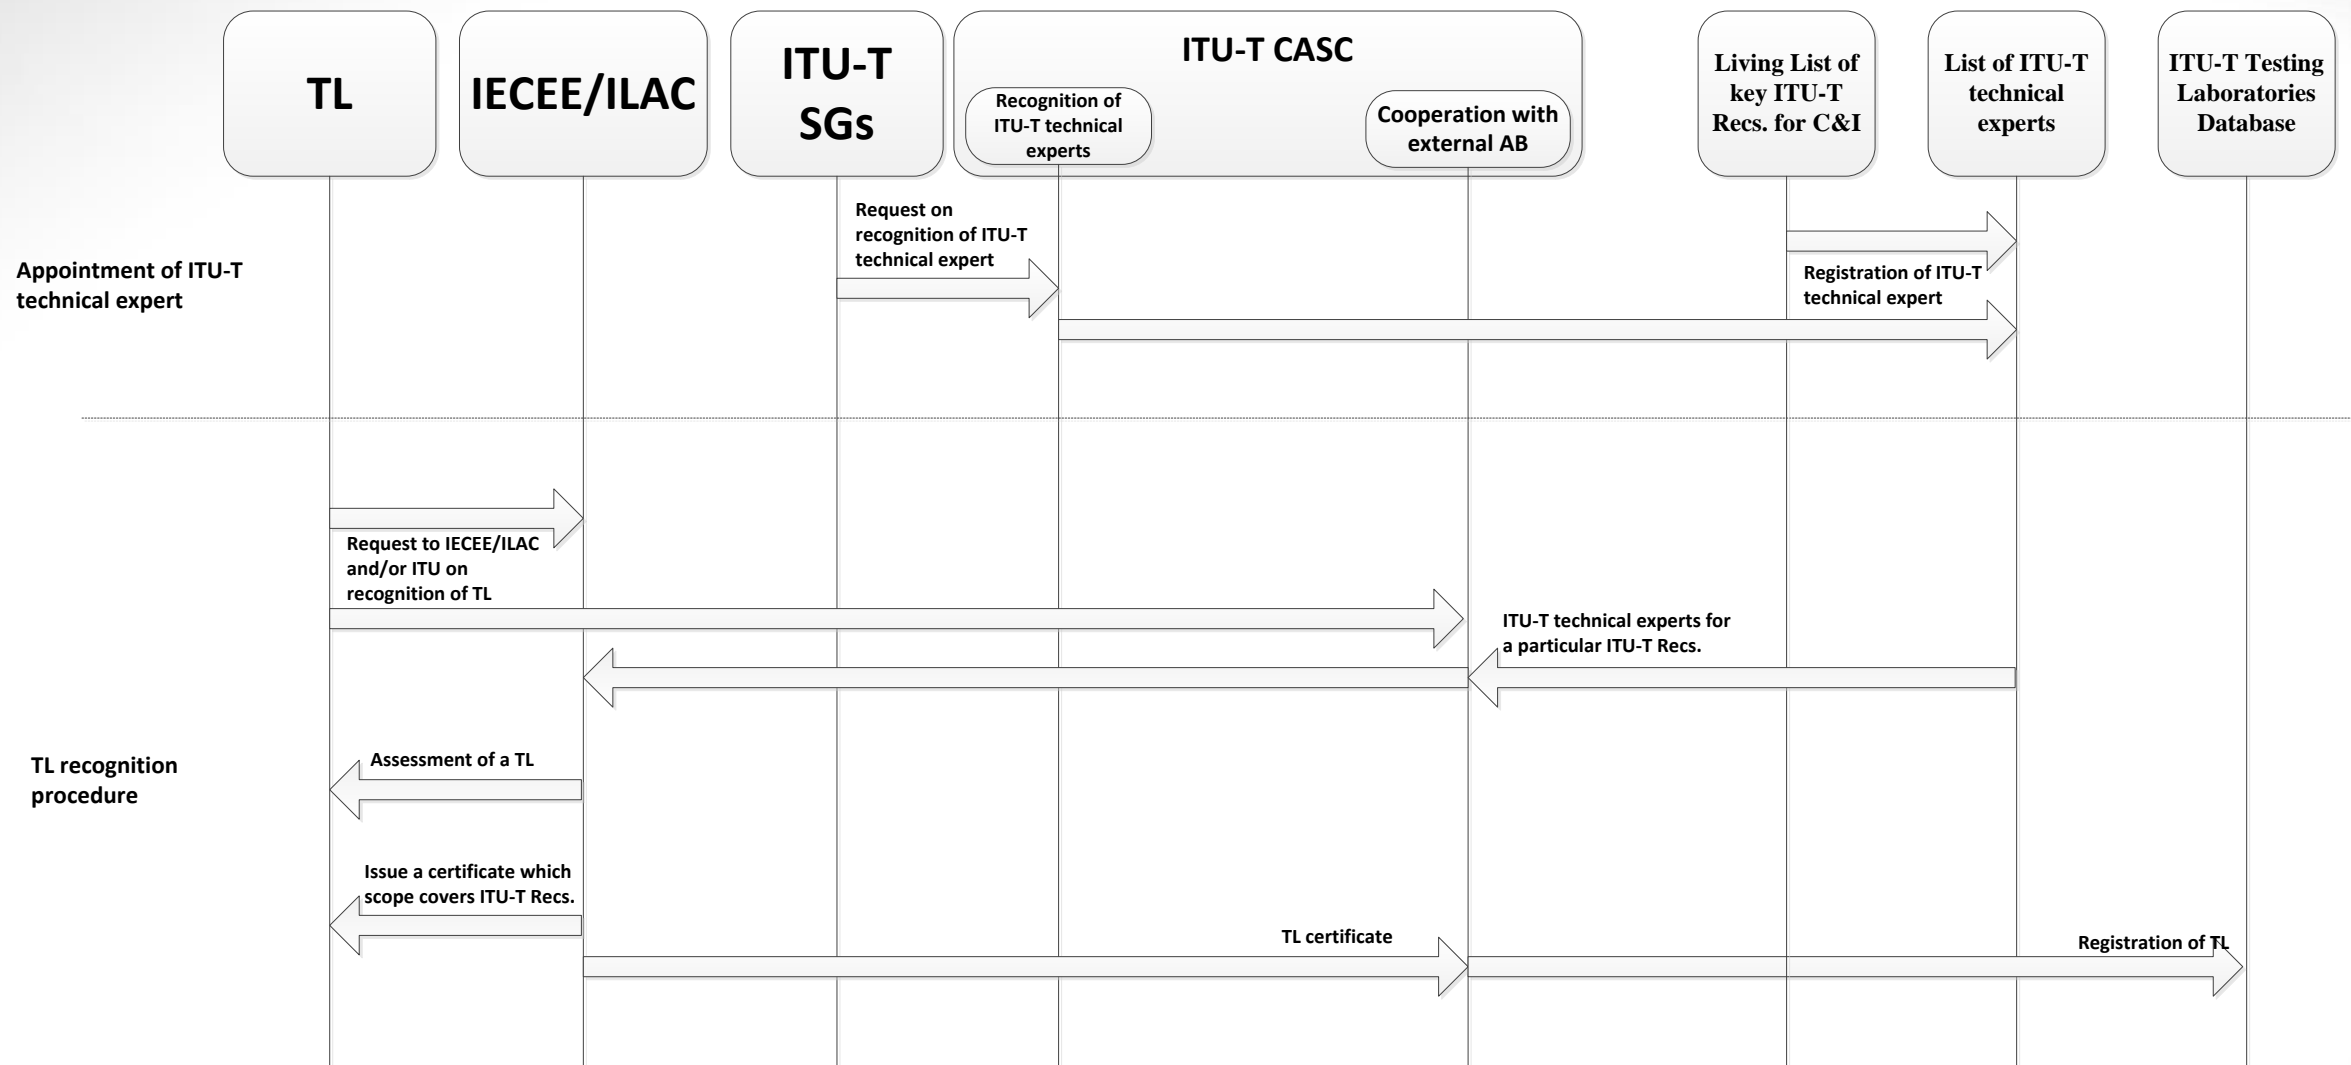 TL
IECEE/ILAC
ITU-T
SGs
ITU-T CASC
Recognition of
ITU-T technical
experts
Cooperation with
external AB
Living List of
key ITU-T
Recs. for C&I
List of ITU-T
technical
experts
ITU-T Testing
Laboratories
Database
Appointment of ITU-T
technical expert
Request on
recognition of ITU-T
technical expert
Registration of ITU-T
technical expert
TL recognition
procedure
Request to IECEE/ILAC
and/or ITU on
recognition of TL
ITU-T technical experts for
a particular ITU-T Recs.
Assessment of a TL
Issue a certificate which
scope covers ITU-T Recs.
TL certificate
Registration of TL